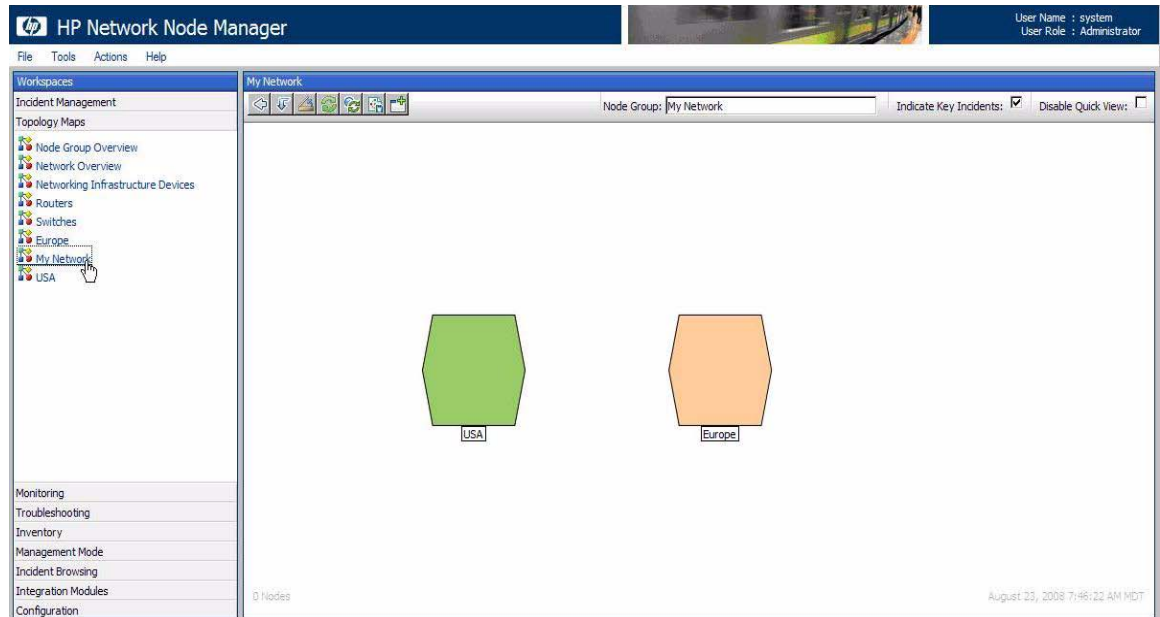 hp HP Network Node Manager
User Name : system
User Role : Administrator
File Tools Actions Help
Workspaces
Incident Management
Topology Maps
Node Group Overview
Network Overview
Networking Infrastructure Devices
Routers
Switches
Europe
My Network
USA
Monitoring
Troubleshooting
Inventory
Management Mode
Incident Browsing
Integration Modules
Configuration
My Network
Node Group: My Network Indicate Key Incidents: Disable Quick View:
USA
Europe
0 Nodes
August 23, 2008 7:46:22 AM MDT